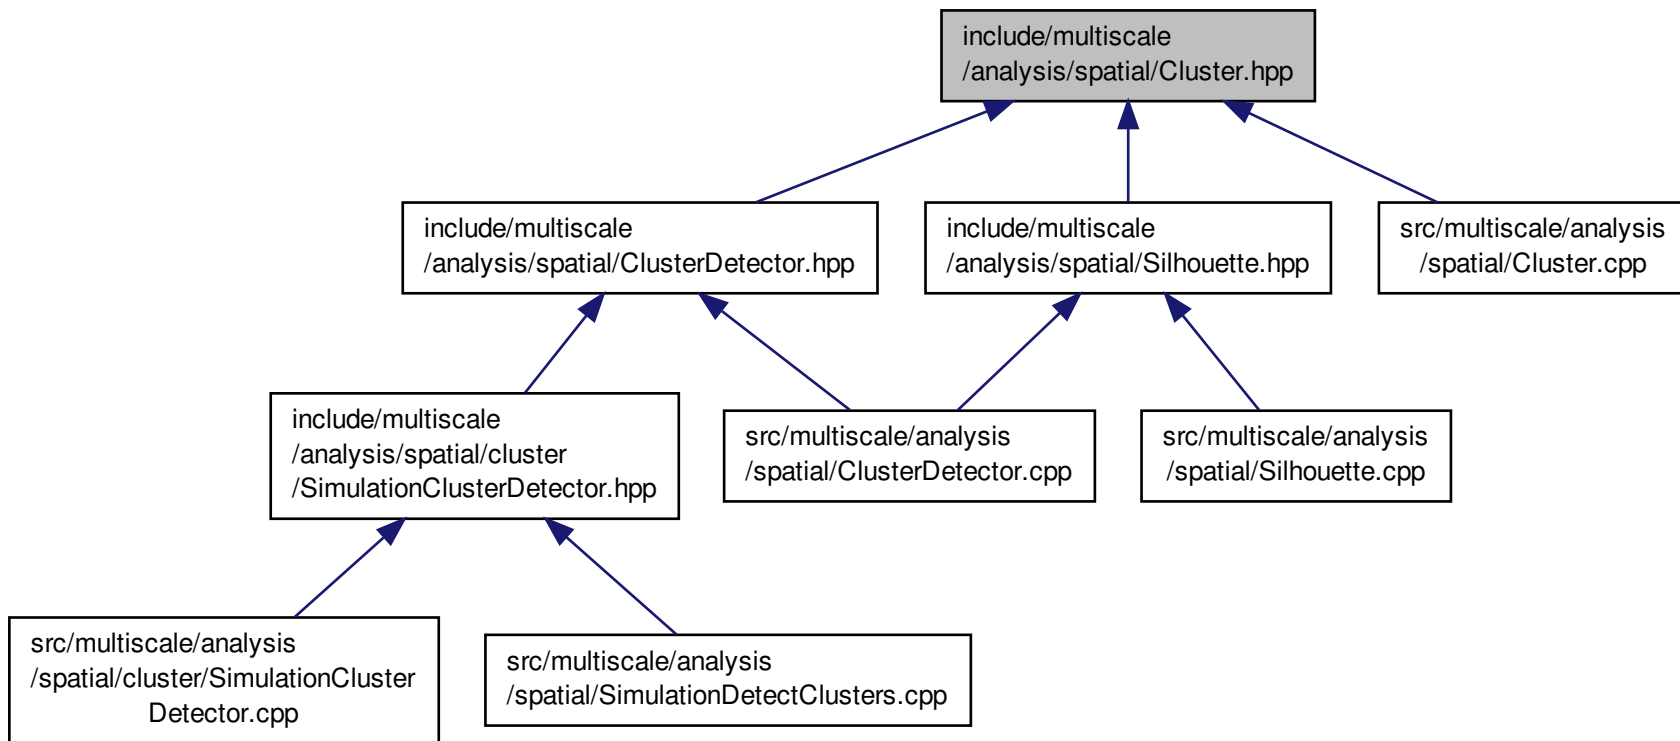 include/multiscale
/analysis/spatial/Cluster.hpp
include/multiscale
/analysis/spatial/ClusterDetector.hpp
include/multiscale
/analysis/spatial/Silhouette.hpp
src/multiscale/analysis
/spatial/Cluster.cpp
include/multiscale
/analysis/spatial/cluster
/SimulationClusterDetector.hpp
src/multiscale/analysis
/spatial/ClusterDetector.cpp
src/multiscale/analysis
/spatial/Silhouette.cpp
src/multiscale/analysis
/spatial/cluster/SimulationCluster
Detector.cpp
src/multiscale/analysis
/spatial/SimulationDetectClusters.cpp